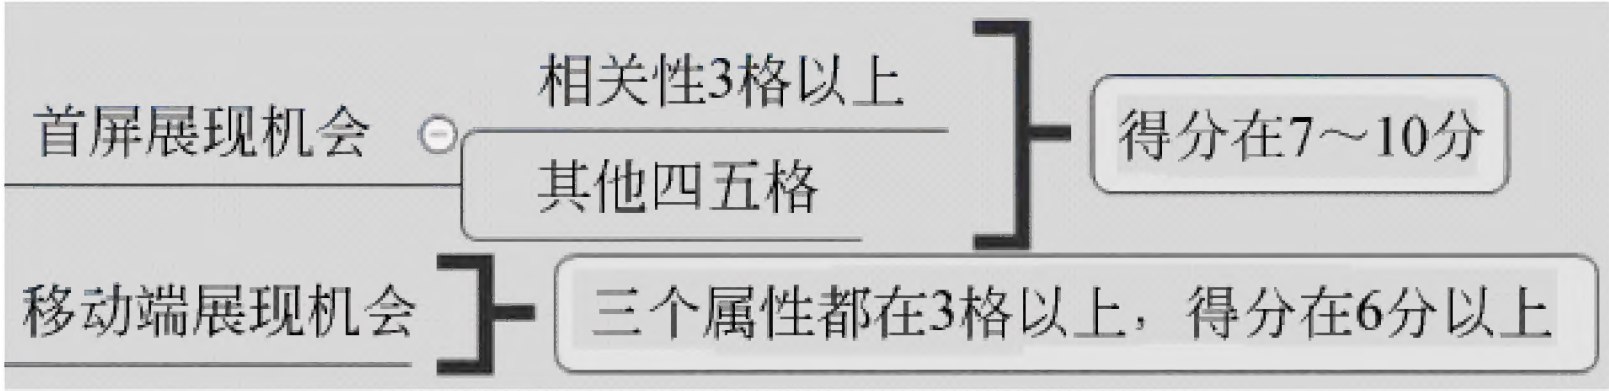 首屏展现机会
相关性3格以上
其他四五格
得分在7～10分
移动端展现机会
三个属性都在3格以上，得分在6分以上